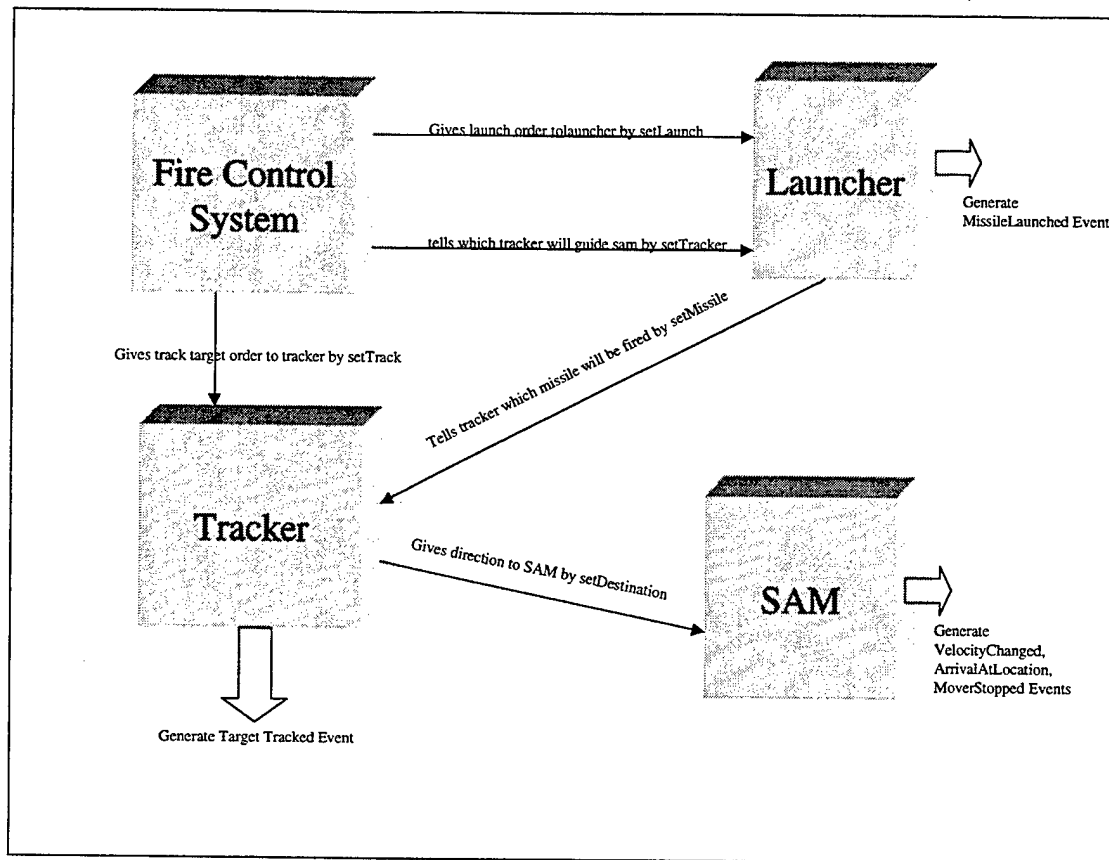 Fire Control
System
Gives launch order tolauncher by setLaunch
tells which tracker will guide sam by setTracker
Launcher
Generate
MissileLaunched Event
Gives track target order to tracker by setTrack
Tells tracker which missile will be fired by setMissile
Tracker
Gives direction to SAM by setDestination
SAM
Generate
VelocityChanged,
ArrivalAtLocation,
MoverStopped Events
Generate Target Tracked Event